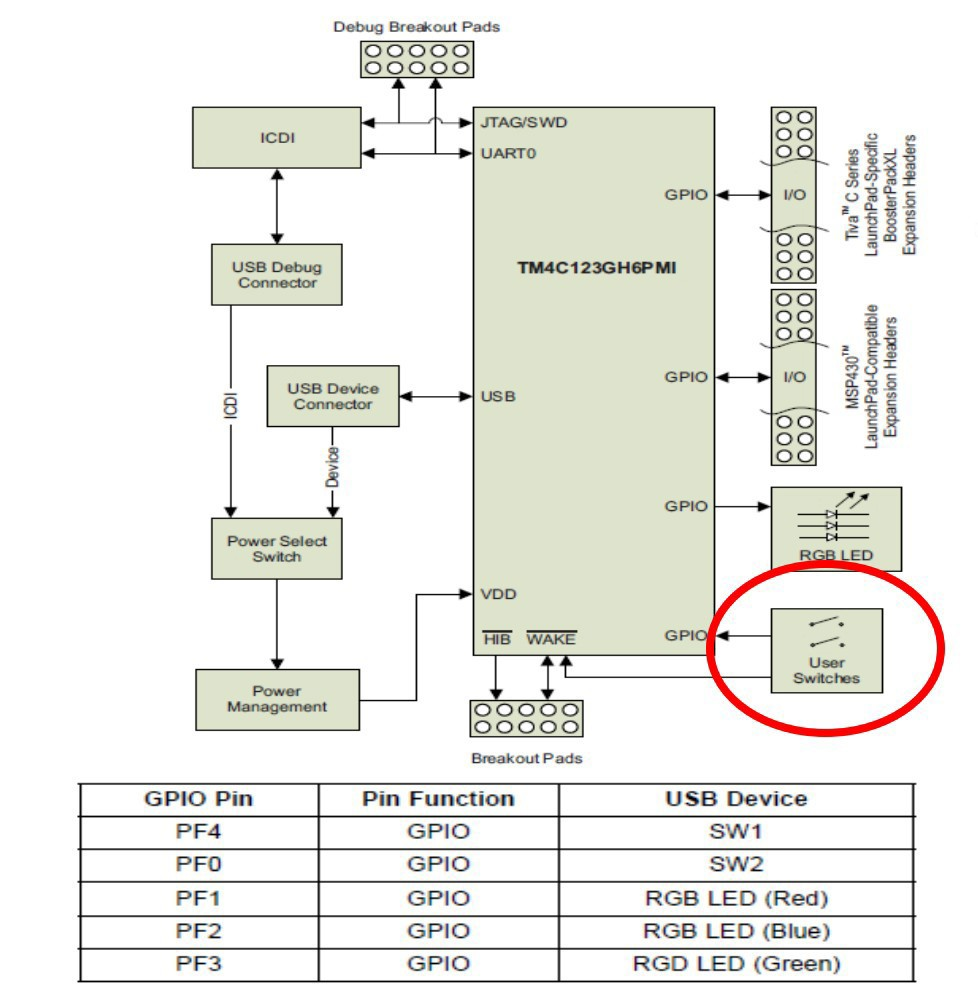 Debug Breakout Pads
ICDI
JTAG/SWD
UART0
GPIO
I/O
Tiva™ C Series
LaunchPad-Specific
BoosterPackXL
Expansion Headers
USB Debug
Connector
TM4C123GH6PMI
GPIO
I/O
MSP430™
LaunchPad-Compatible
Expansion Headers
USB Device
Connector
USB
ICDI
Device
GPIO
RGB LED
Power Select
Switch
VDD
HIB
WAKE
GPIO
User
Switches
Power
Management
Breakout Pads
GPIO Pin Pin Function USB Device
PF4 GPIO SW1
PF0 GPIO SW2
PF1 GPIO RGB LED (Red)
PF2 GPIO RGB LED (Blue)
PF3 GPIO RGD LED (Green)